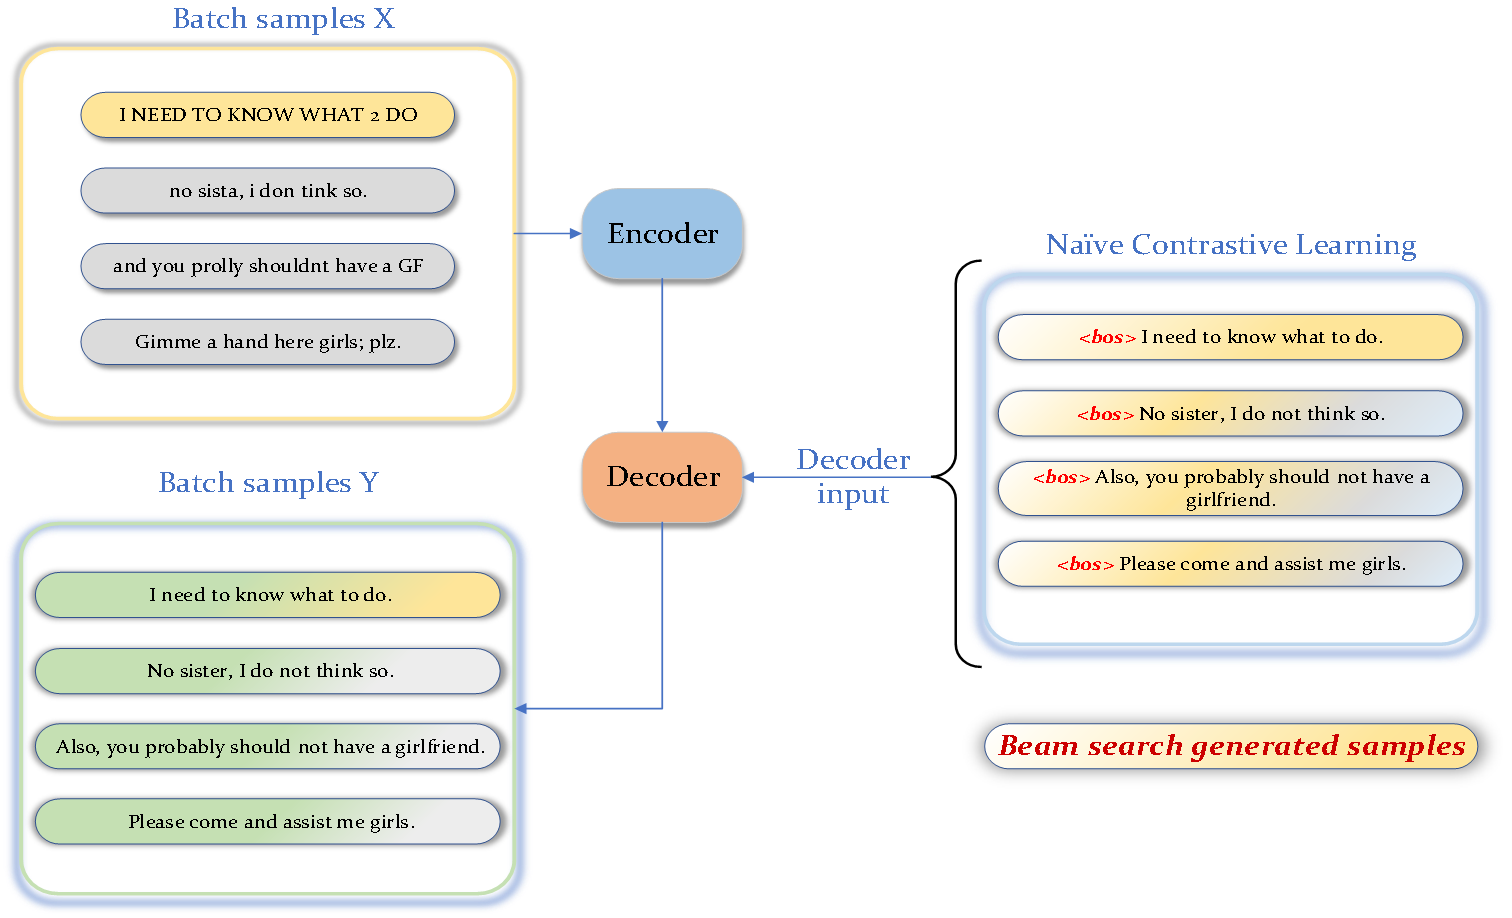 Batch samples X
I NEED TO KNOW WHAT 2 DO
no sista, i don tink so.
and you prolly shouldnt have a GF
Gimme a hand here girls; plz.
Encoder
Decoder
Decoder
input
Naïve Contrastive Learning
<bos> I need to know what to do.
<bos> No sister, I do not think so.
<bos> Also, you probably should not have a
girlfriend.
<bos> Please come and assist me girls.
Beam search generated samples
Batch samples Y
I need to know what to do.
No sister, I do not think so.
Also, you probably should not have a girlfriend.
Please come and assist me girls.